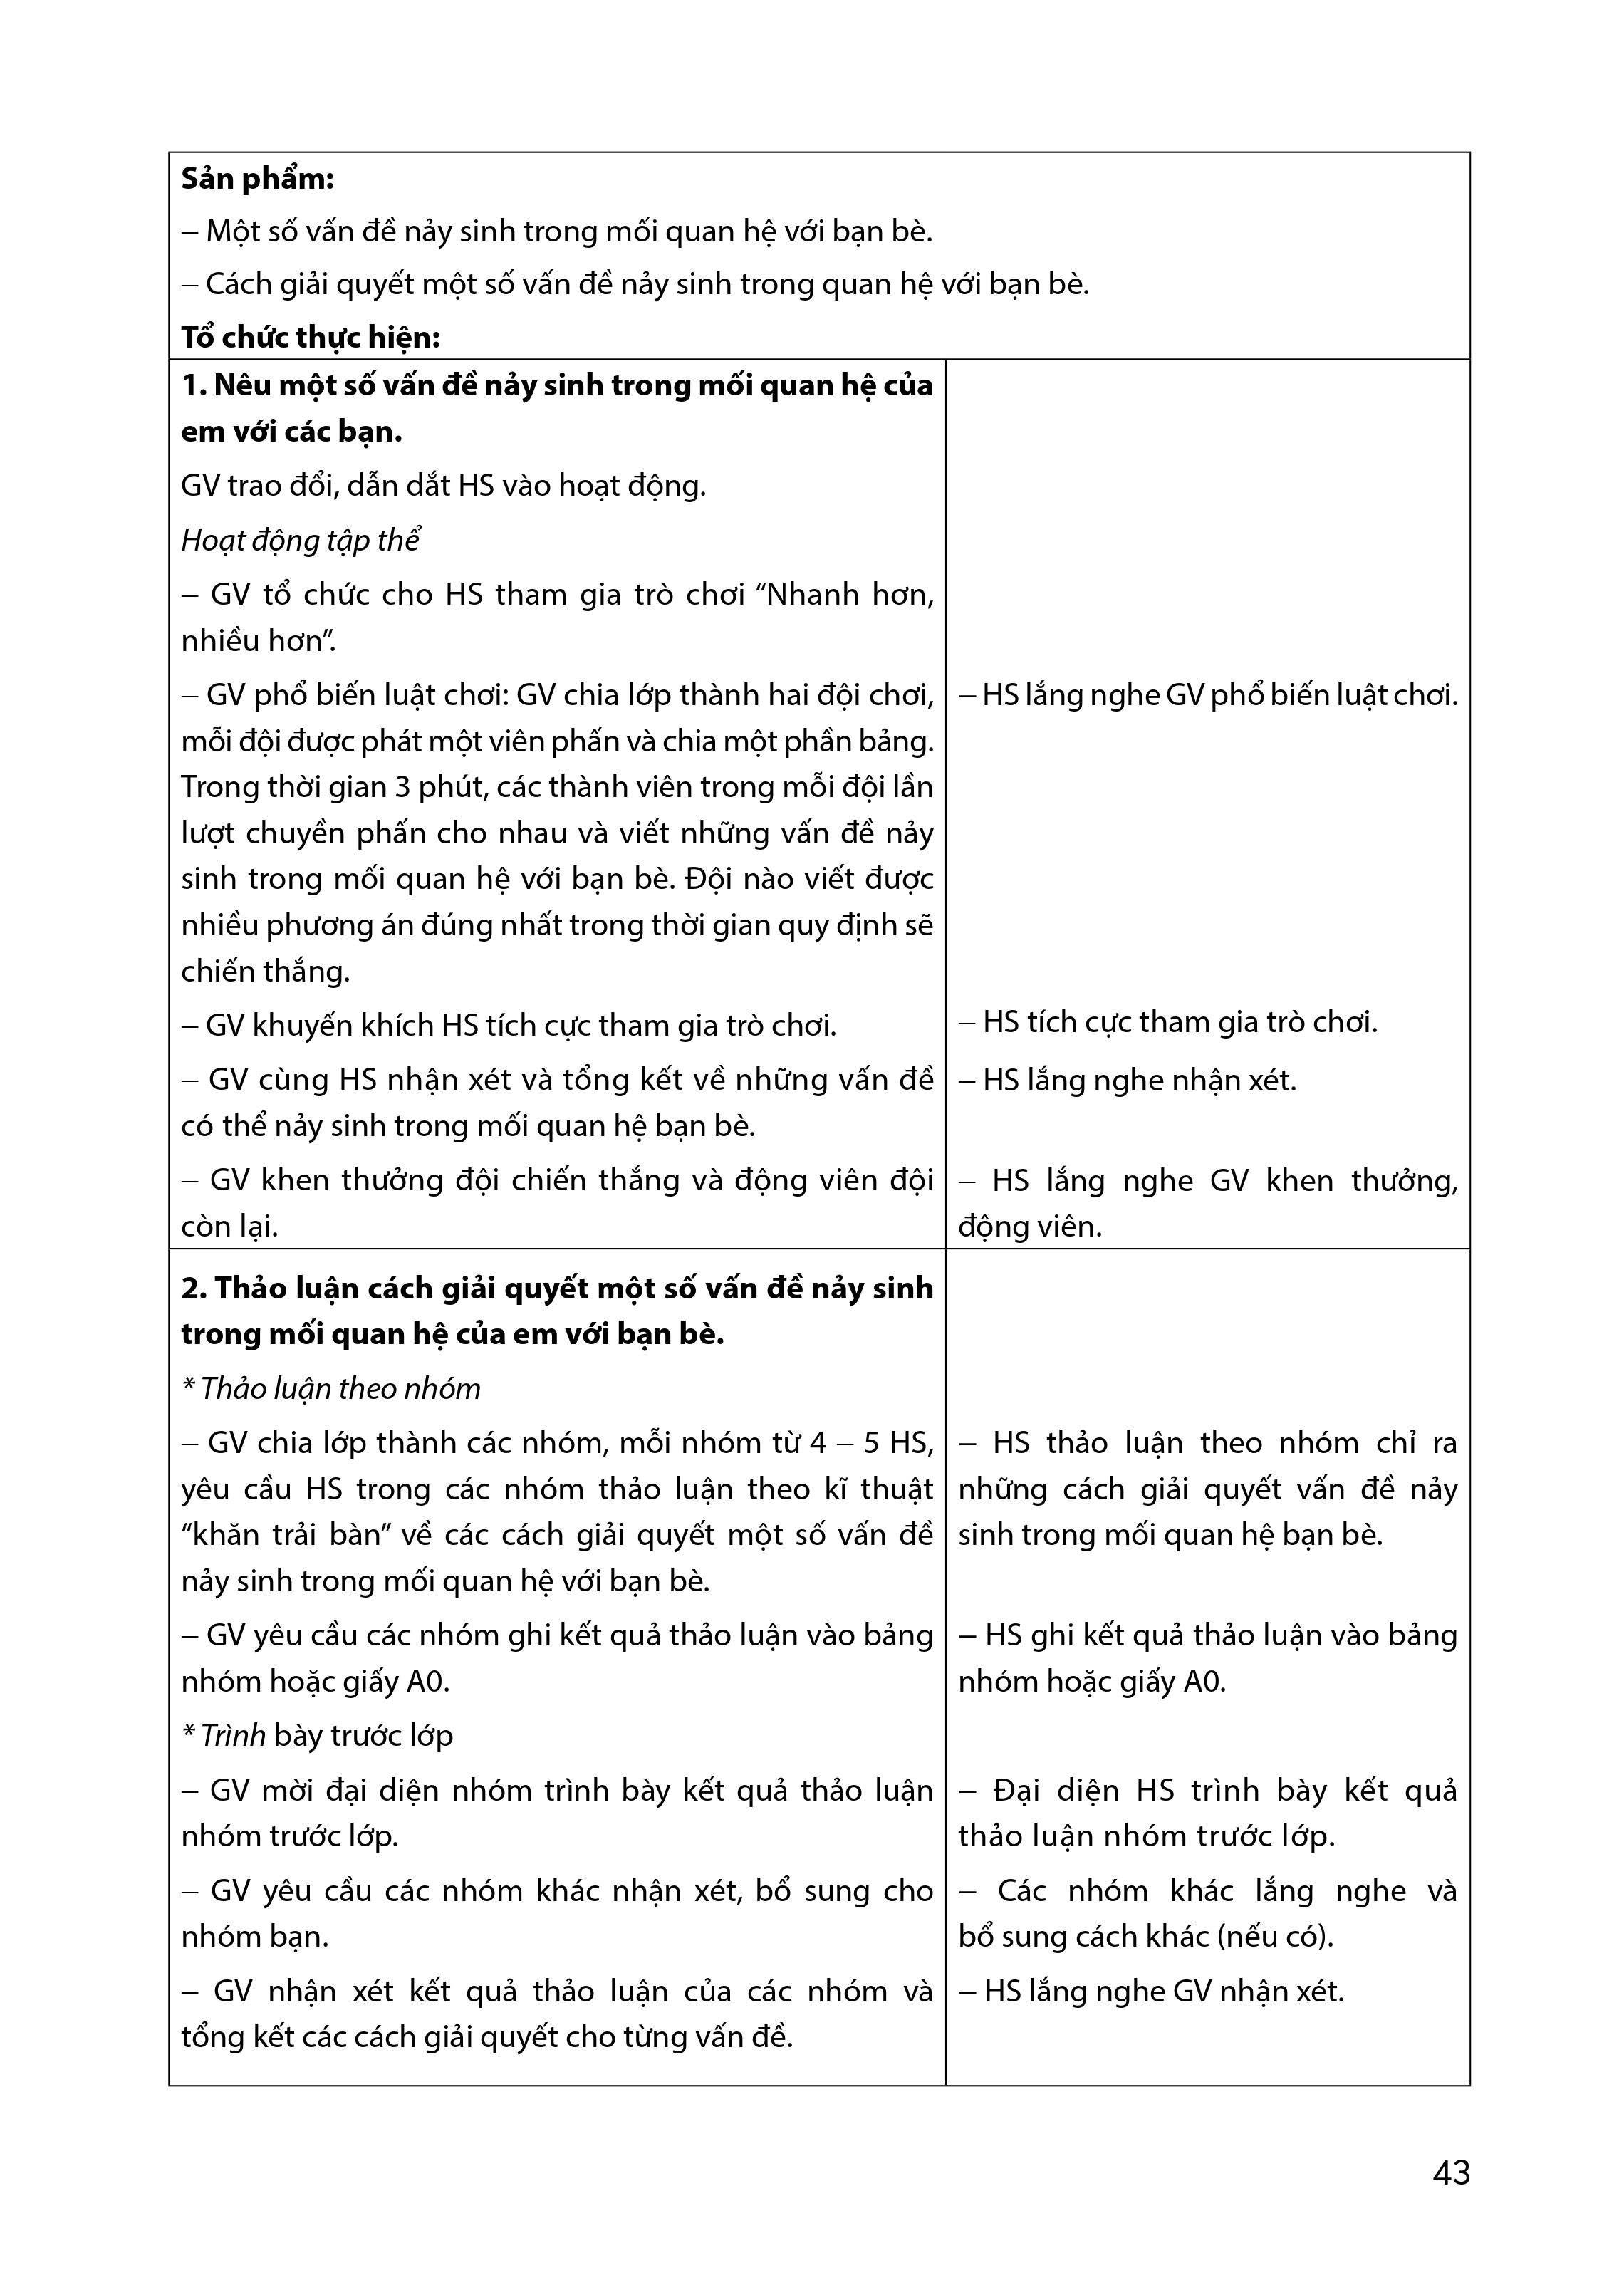 Sản phẩm:
– Một số vấn đề nảy sinh trong mối quan hệ với bạn bè.
– Cách giải quyết một số vấn đề nảy sinh trong quan hệ với bạn bè.
Tổ chức thực hiện:
1. Nêu một số vấn đề nảy sinh trong mối quan hệ của
em với các bạn.
GV trao đổi, dẫn dắt HS vào hoạt động.
Hoạt động tập thể
– GV tổ chức cho HS tham gia trò chơi “Nhanh hơn,
nhiều hơn”.
– GV phổ biến luật chơi: GV chia lớp thành hai đội chơi,
mỗi đội được phát một viên phấn và chia một phần bảng.
Trong thời gian 3 phút, các thành viên trong mỗi đội lần
lượt chuyền phấn cho nhau và viết những vấn đề nảy
sinh trong mối quan hệ với bạn bè. Đội nào viết được
nhiều phương án đúng nhất trong thời gian quy định sẽ
chiến thắng.
– GV khuyến khích HS tích cực tham gia trò chơi.
– GV cùng HS nhận xét và tổng kết về những vấn đề
có thể nảy sinh trong mối quan hệ bạn bè.
– GV khen thưởng đội chiến thắng và động viên đội
còn lại.
– HS lắng nghe GV phổ biến luật chơi.
– HS tích cực tham gia trò chơi.
– HS lắng nghe nhận xét.
– HS lắng nghe GV khen thưởng,
động viên.
2. Thảo luận cách giải quyết một số vấn đề nảy sinh
trong mối quan hệ của em với bạn bè.
* Thảo luận theo nhóm
– GV chia lớp thành các nhóm, mỗi nhóm từ 4 – 5 HS,
yêu cầu HS trong các nhóm thảo luận theo kĩ thuật
“khăn trải bàn” về các cách giải quyết một số vấn đề
nảy sinh trong mối quan hệ với bạn bè.
– GV yêu cầu các nhóm ghi kết quả thảo luận vào bảng
nhóm hoặc giấy A0.
* Trình bày trước lớp
– GV mời đại diện nhóm trình bày kết quả thảo luận
nhóm trước lớp.
– GV yêu cầu các nhóm khác nhận xét, bổ sung cho
nhóm bạn.
– GV nhận xét kết quả thảo luận của các nhóm và
tổng kết các cách giải quyết cho từng vấn đề.
– HS thảo luận theo nhóm chỉ ra
những cách giải quyết vấn đề nảy
sinh trong mối quan hệ bạn bè.
– HS ghi kết quả thảo luận vào bảng
nhóm hoặc giấy A0.
– Đại diện HS trình bày kết quả
thảo luận nhóm trước lớp.
– Các nhóm khác lắng nghe và
bổ sung cách khác (nếu có).
– HS lắng nghe GV nhận xét.
43